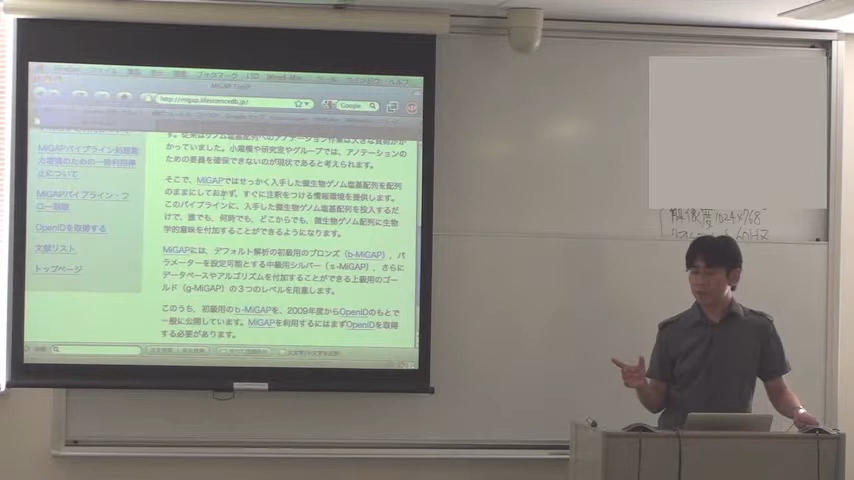 MiGAP
http://migap.lifesciencedb.jp/
Google
MiGAPパイプライン処理能
力増強のための一時利用停
止について
MiGAPパイプライン・フ
ロー
OpenIDを取得する
文献リスト
トップページ
かっていました。小規模や研究室やグループでは、アノテーションの
ための要員を確保できないのが現状であると考えられます。
そこで、MiGAPではせっかく入手した微生物ゲノム塩基配列を配列
のままにしておかず、すぐに注釈をつける情報環境を提供します。
このパイプラインに、入手した微生物ゲノム塩基配列を投入するだ
けで、誰でも、何時でも、どこからでも、微生物ゲノム配列に生物
学的意味を付加することができるようになります。
MiGAPには、デフォルト解析の初級用のブロンズ（b-MiGAP）、パ
ラメーターを設定可能とする中級用シルバー（s-MiGAP）、さらに
データベースやアルゴリズムを付加することができる上級用のゴー
ルド（g-MiGAP）の３つのレベルを用意します。
このうち、初級用のb-MiGAPを、2009年度からOpenIDのもとで
一般に公開しています。MiGAPを利用するにはまずOpenIDを取得
する必要があります。
解像度 1024×768
60Hz